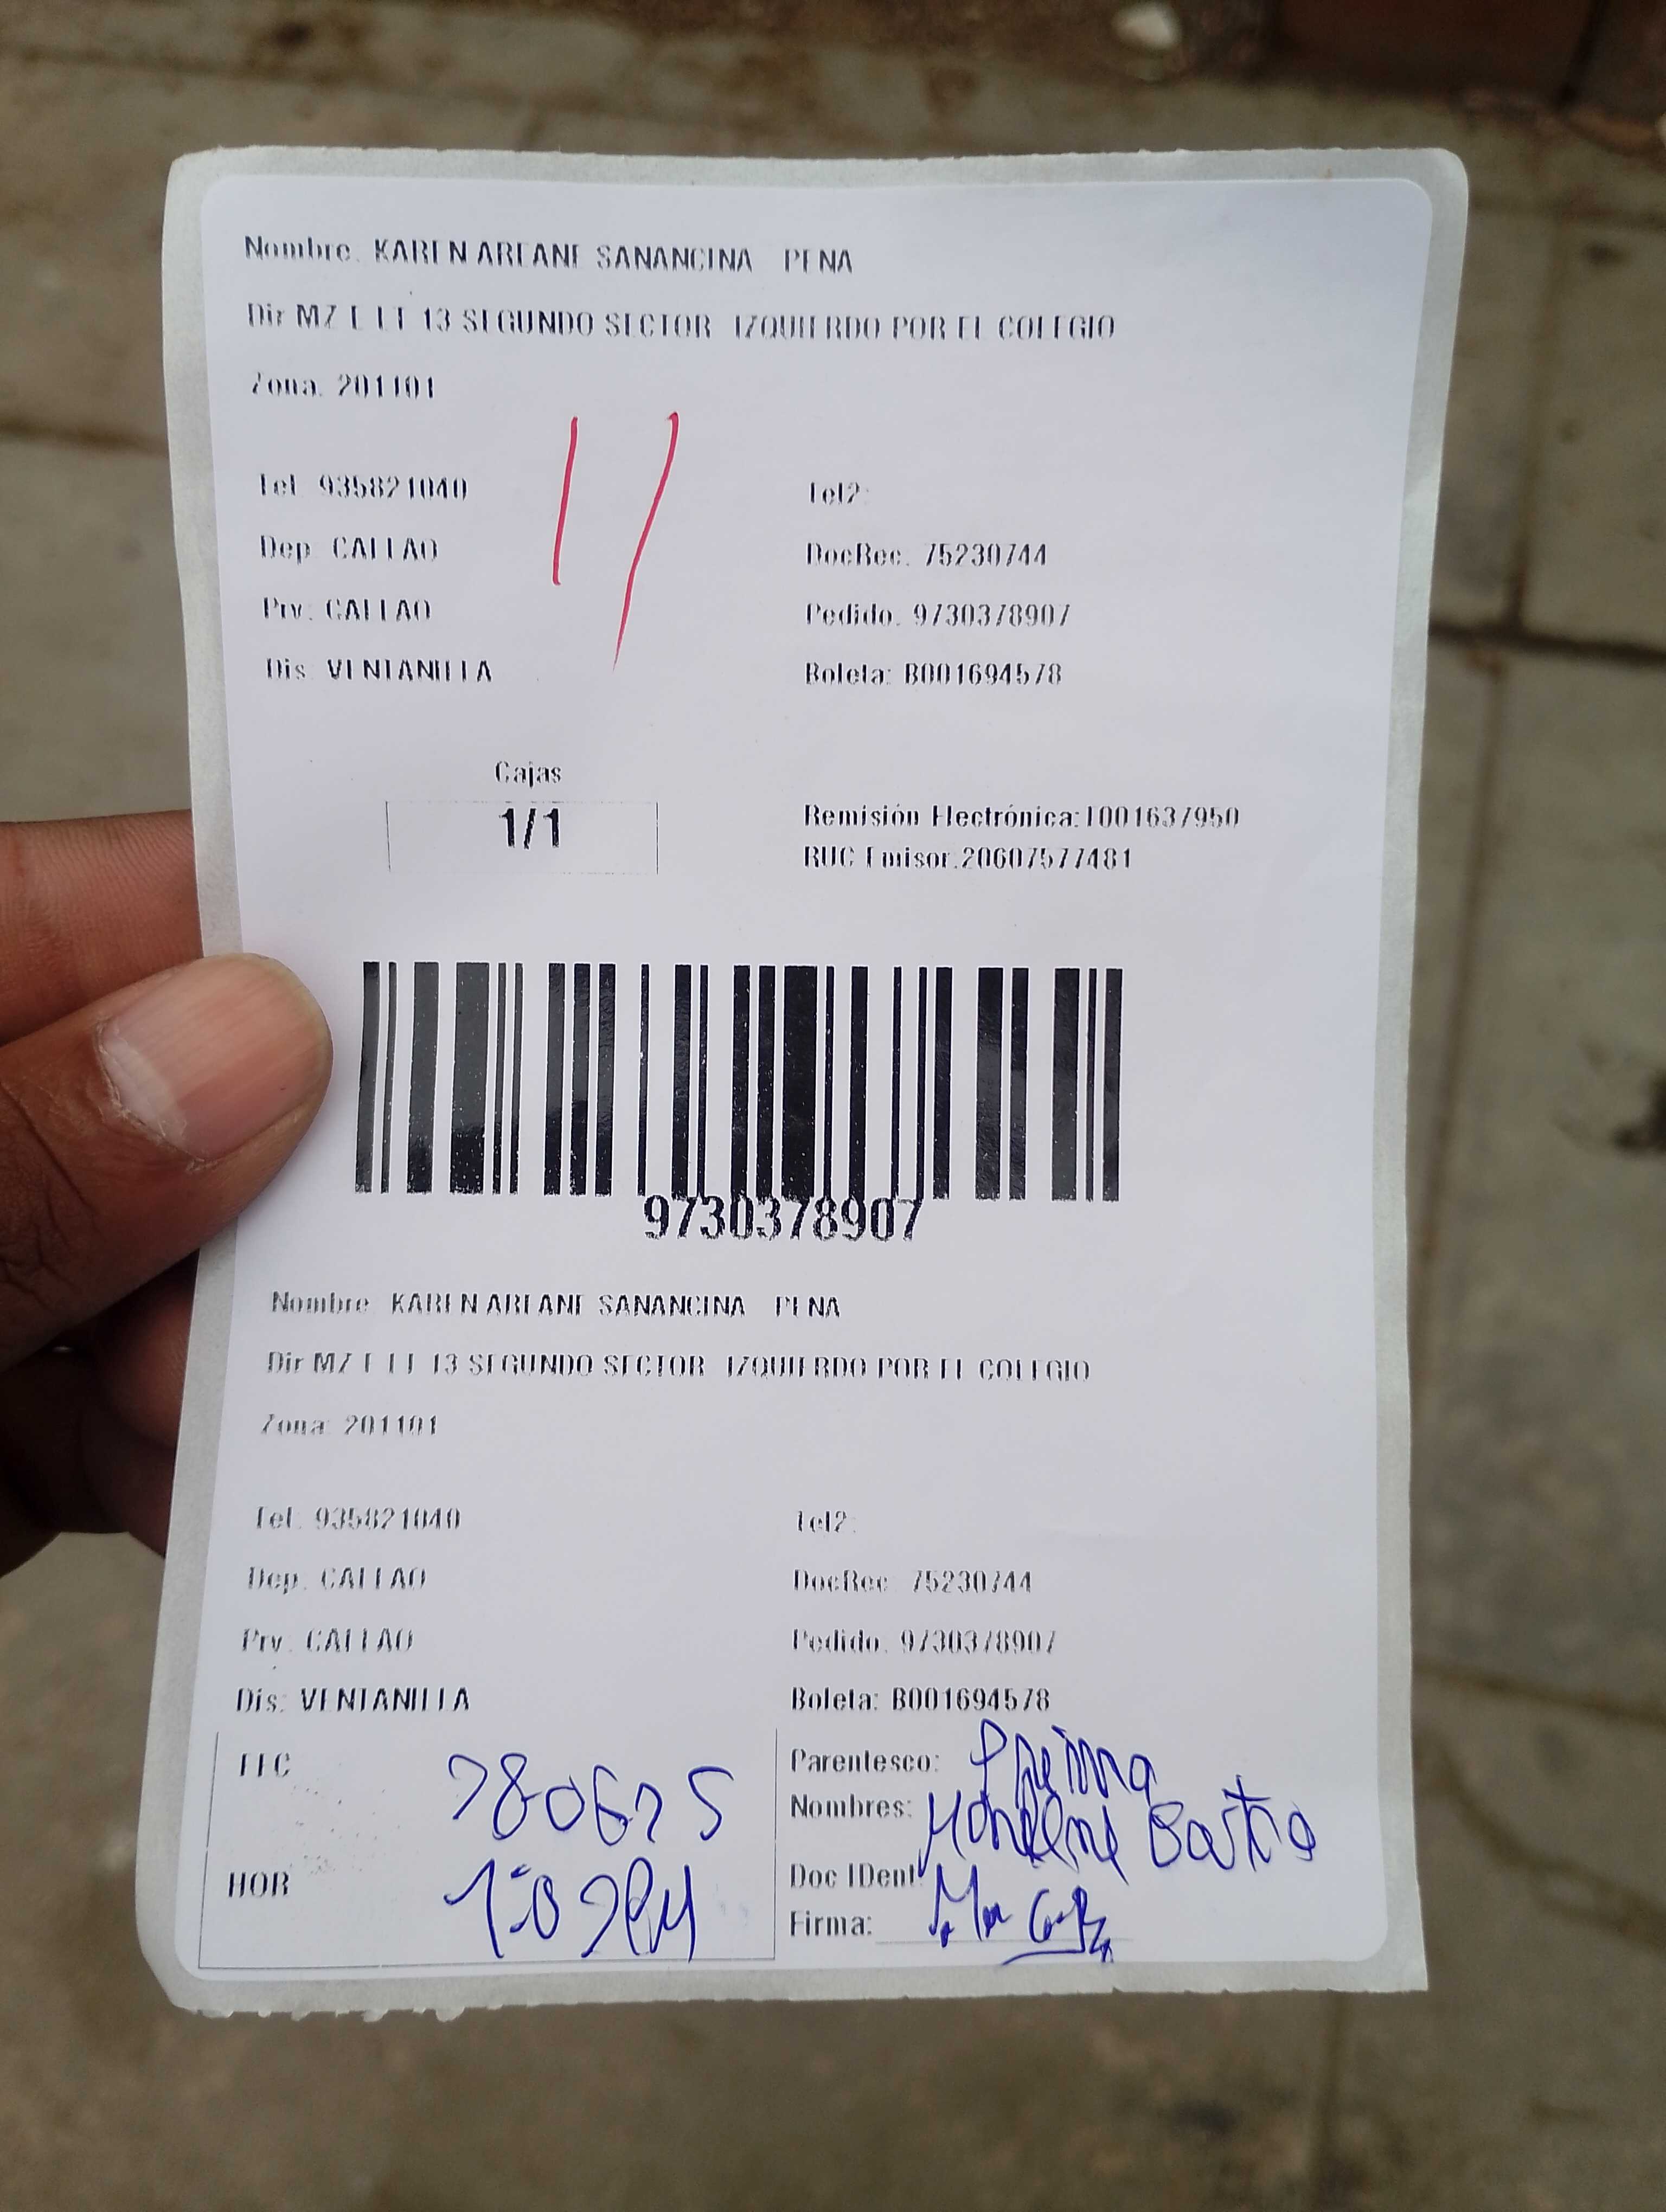 Nombre. KAREN AREANE SANANCINA PENA
Dir MZ E LT 13 SEGUNDO SECTOR IZQUIERDO POR EL COLEGIO
Zona. 201101
11
Tel. 935821040 Tel2:
Dep. CALLAO DocRec. 75230744
Prv. CALLAO Pedido. 9730378907
Dis. VENTANILLA Boleta: B001694578
Cajas
1/1
Remisión Electrónica:T001637950
RUC Emisor.20607577481
9730378907
Nombre KAREN AREANE SANANCINA PENA
Dir MZ E LT 13 SEGUNDO SECTOR IZQUIERDO POR EL COLEGIO
Zona 201101
Tel. 935821040 Tel2:
Dep. CALLAO DocRec. 75230744
Prv. CALLAO Pedido. 9730378907
Dis: VENTANILLA Boleta: B001694578
FEC 280625 Parentesco: Prima
Nombres:
HOR 1:02PM Doc IDent
Firma: